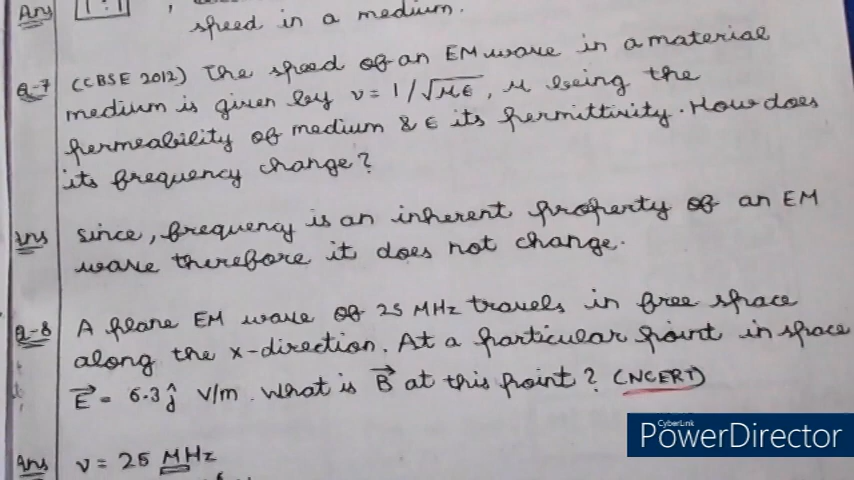 Ans [1:1]
speed in a medium.
Q-7 (CBSE 2012) The speed of an EM wave in a material
medium is given by v = 1/√με, μ being the
permeability of medium & ε its permittivity. How does
its frequency change?
Ans Since, frequency is an inherent property of an EM
wave therefore it does not change.
Q-8 A plane EM wave of 25 MHz travels in free space
along the x-direction. At a particular point in space
E⃗ = 6.3 ĵ V/m. What is B⃗ at this point? (NCERT)
Ans ν = 25 MHz
CyberLink
PowerDirector